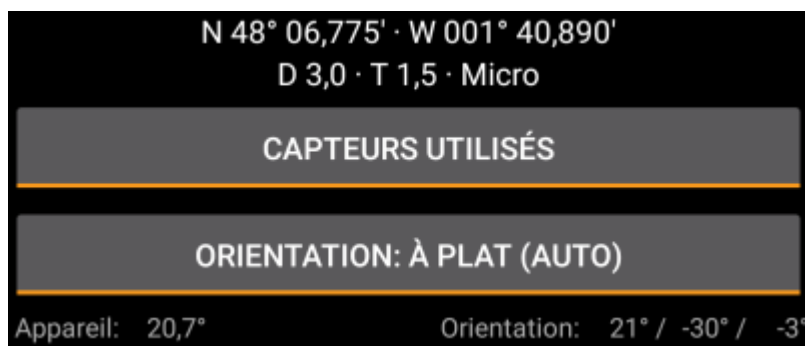 N 48° 06,775' · W 001° 40,890'
D 3,0 · T 1,5 · Micro
CAPTEURS UTILISÉS
ORIENTATION: À PLAT (AUTO)
Appareil: 20,7° Orientation: 21° / -30° / -3°